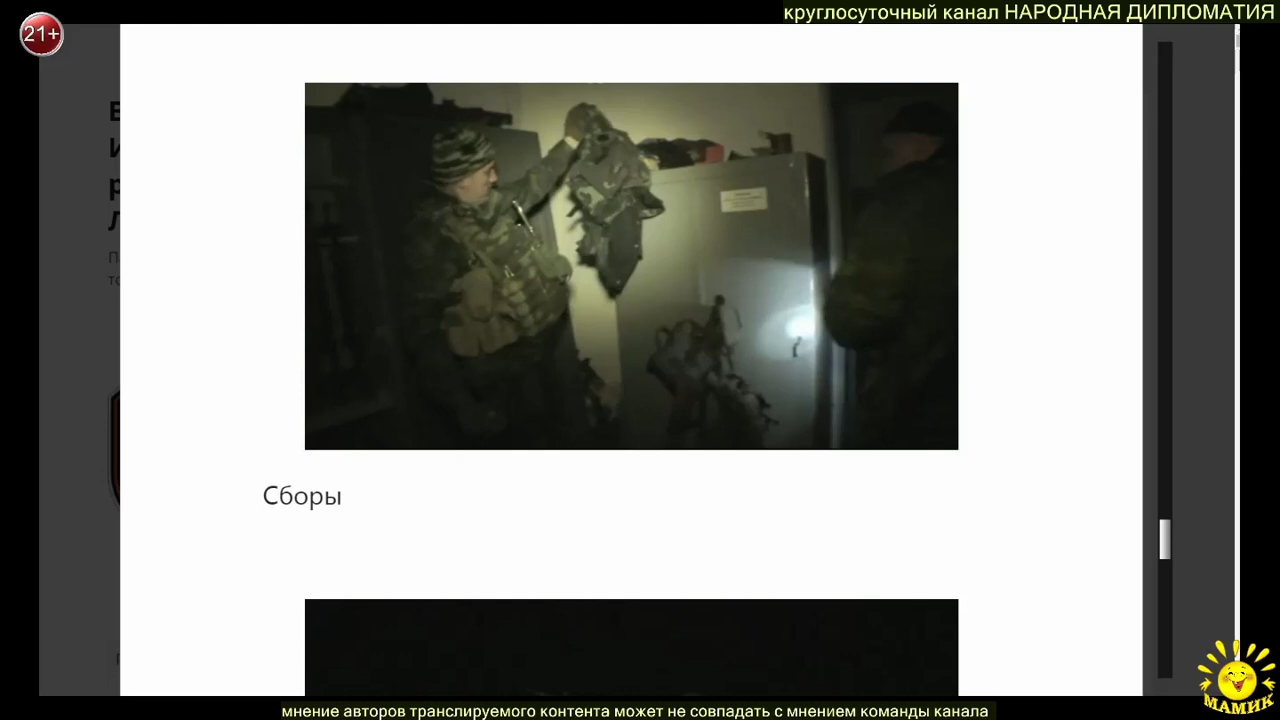 круглосуточный канал НАРОДНАЯ ДИПЛОМАТИЯ
21+
Сборы
МАМИК
мнение авторов транслируемого контента может не совпадать с мнением команды канала